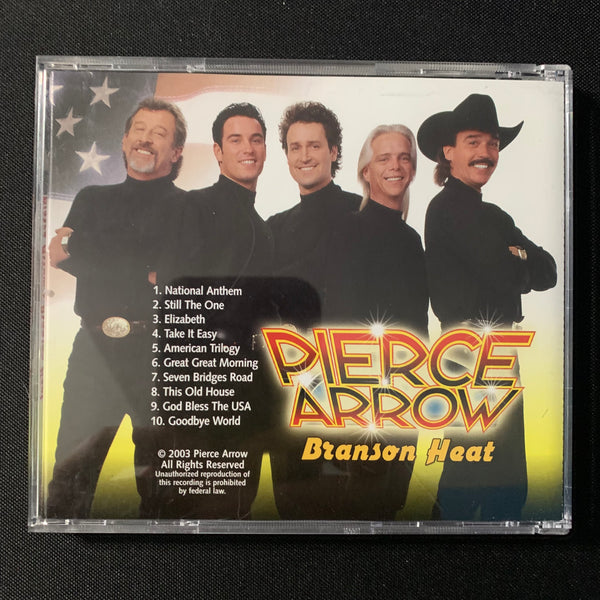 1. National Anthem
2. Still The One
3. Elizabeth
4. Take It Easy
5. American Trilogy
6. Great Great Morning
7. Seven Bridges Road
8. This Old House
9. God Bless The USA
10. Goodbye World
© 2003 Pierce Arrow
All Rights Reserved
Unauthorized reproduction of
this recording is prohibited
by federal law.
PIERCE
ARROW
Branson Heat